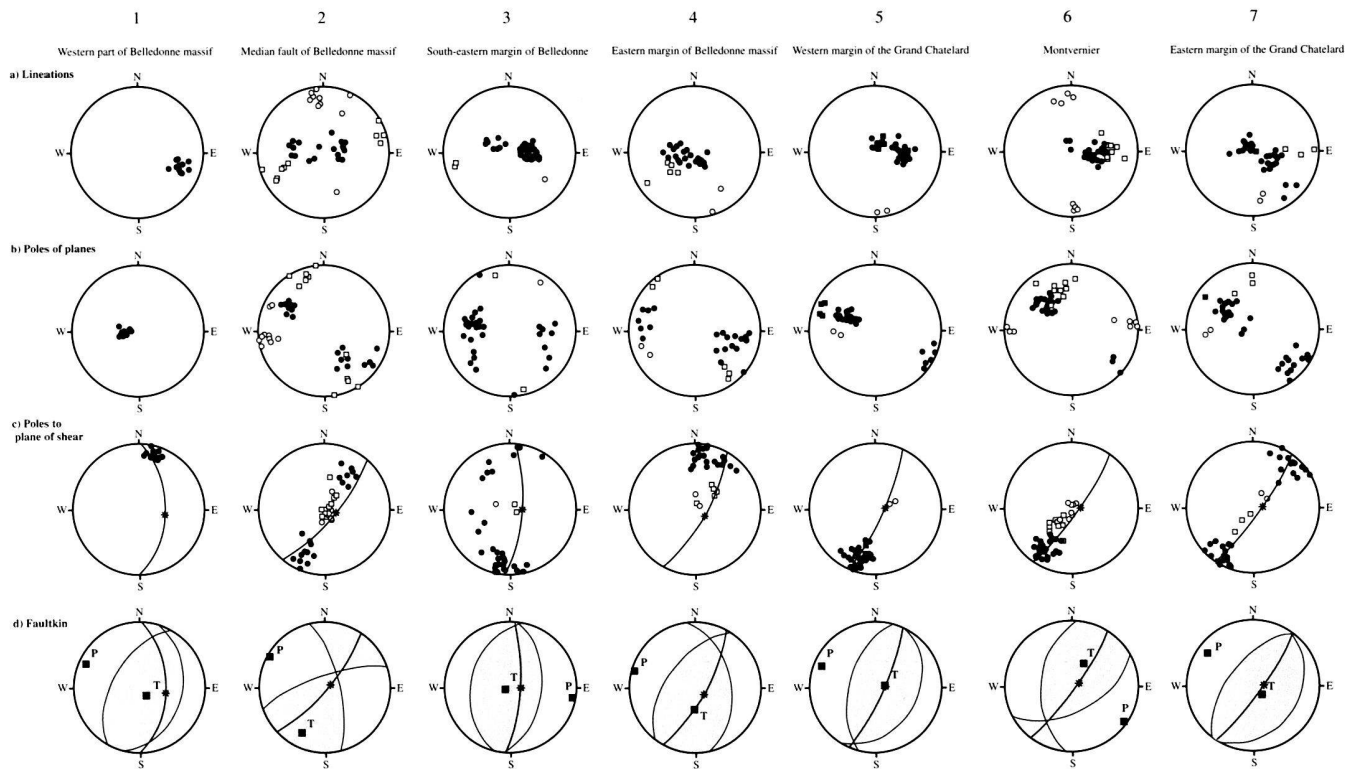 1 2 3 4 5 6 7
Western part of Belledonne massif Median fault of Belledonne massif South-eastern margin of Belledonne Eastern margin of Belledonne massif Western margin of the Grand Chatelard Montvernier Eastern margin of the Grand Chatelard
a) Lineations
N N N N N N N
W E W E W E W E W E W E W E
S S S S S S S
b) Poles of planes
N N N N N N N
W E W E W E W E W E W E W E
S S S S S S S
c) Poles to
plane of shear
N N N N N N N
W E W E W E W E W E W E W E
S S S S S S S
d) Faultkin
N N N N N N N
P P P P P
W T E W E W T P E W T E W T E W T P E W T E
T
S S S S S S S